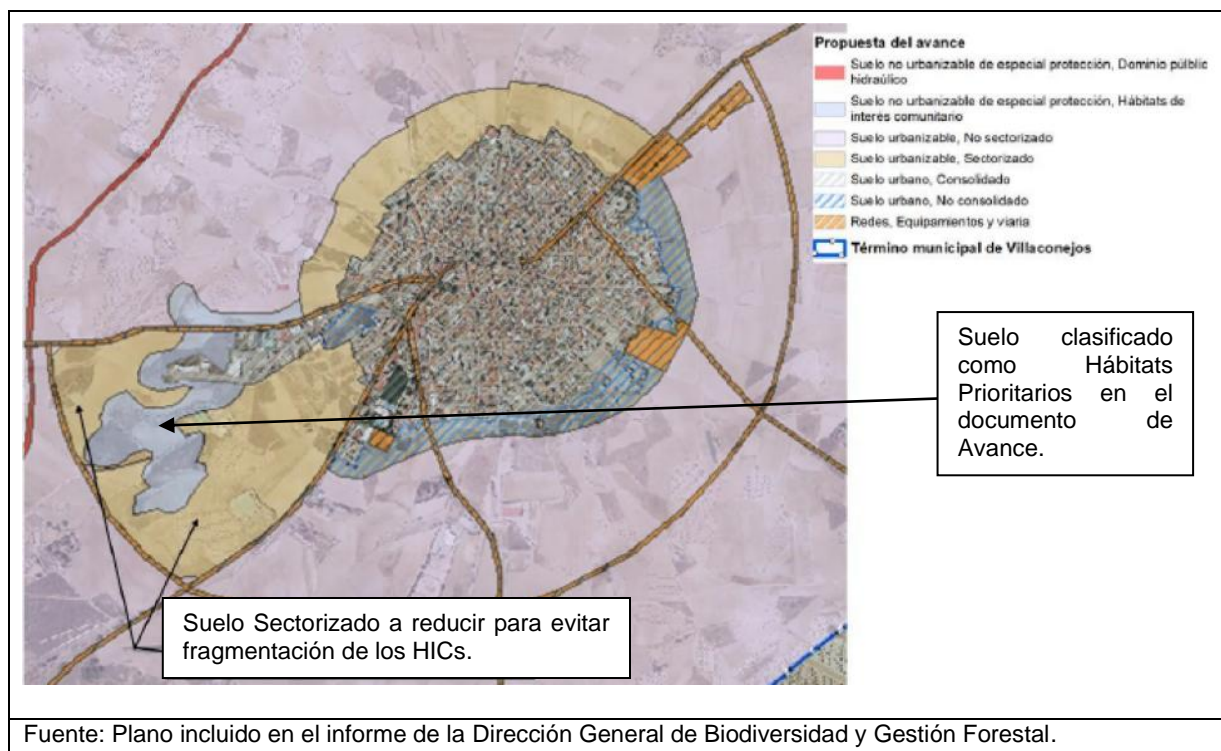 Propuesta del avance
Suelo no urbanizable de especial protección, Dominio públlic
hidraúlico
Suelo no urbanizable de especial protección, Hábitats de
interés comunitario
Suelo urbanizable, No sectorizado
Suelo urbanizable, Sectorizado
Suelo urbano, Consolidado
Suelo urbano, No consolidado
Redes, Equipamientos y viaria
Término municipal de Villaconejos
Suelo clasificado
como Hábitats
Prioritarios en el
documento de
Avance.
Suelo Sectorizado a reducir para evitar
fragmentación de los HICs.
Fuente: Plano incluido en el informe de la Dirección General de Biodiversidad y Gestión Forestal.